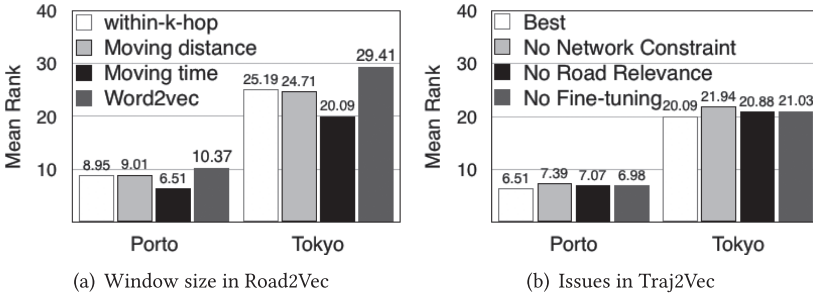 40
30
20
10
Mean Rank
within-k-hop
Moving distance
Moving time
Word2vec
8.95 9.01 6.51 10.37
25.19 24.71 20.09 29.41
Porto Tokyo
(a) Window size in Road2Vec
40
30
20
10
Mean Rank
Best
No Network Constraint
No Road Relevance
No Fine-tuning
6.51 7.39 7.07 6.98
20.09 21.94 20.88 21.03
Porto Tokyo
(b) Issues in Traj2Vec